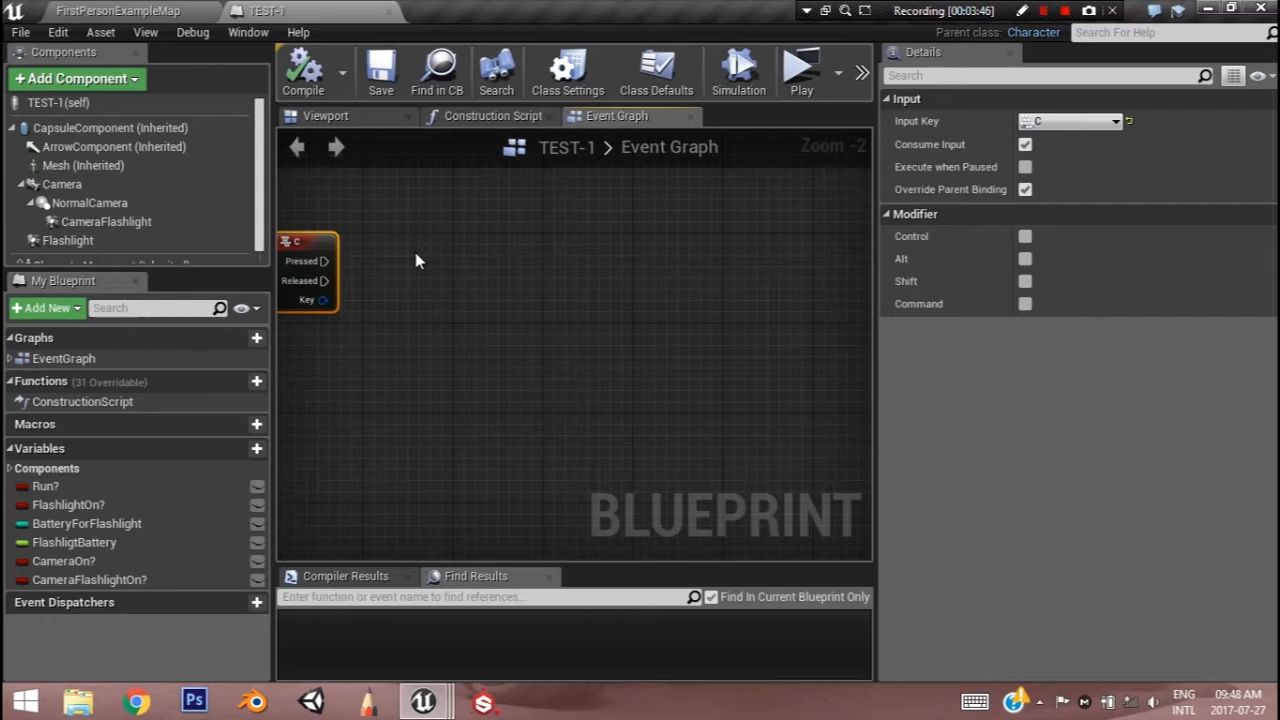 FirstPersonExampleMap
TEST-1
Recording [00:03:46]
File Edit Asset View Debug Window Help
Parent class: Character
Search For Help
Components
+Add Component
TEST-1(self)
CapsuleComponent (Inherited)
ArrowComponent (Inherited)
Mesh (Inherited)
Camera
NormalCamera
CameraFlashlight
Flashlight
My Blueprint
+Add New
Search
Graphs
EventGraph
Functions (31 Overridable)
ConstructionScript
Macros
Variables
Components
Run?
FlashlightOn?
BatteryForFlashlight
FlashligtBattery
CameraOn?
CameraFlashlightOn?
Event Dispatchers
Compile
Save
Find in CB
Search
Class Settings
Class Defaults
Simulation
Play
Viewport
Construction Script
Event Graph
TEST-1 > Event Graph
Zoom -2
C
Pressed
Released
Key
BLUEPRINT
Compiler Results
Find Results
Enter function or event name to find references...
Find In Current Blueprint Only
Details
Search
Input
Input Key C
Consume Input
Execute when Paused
Override Parent Binding
Modifier
Control
Alt
Shift
Command
Ps
ENG
INTL
09:48 AM
2017-07-27